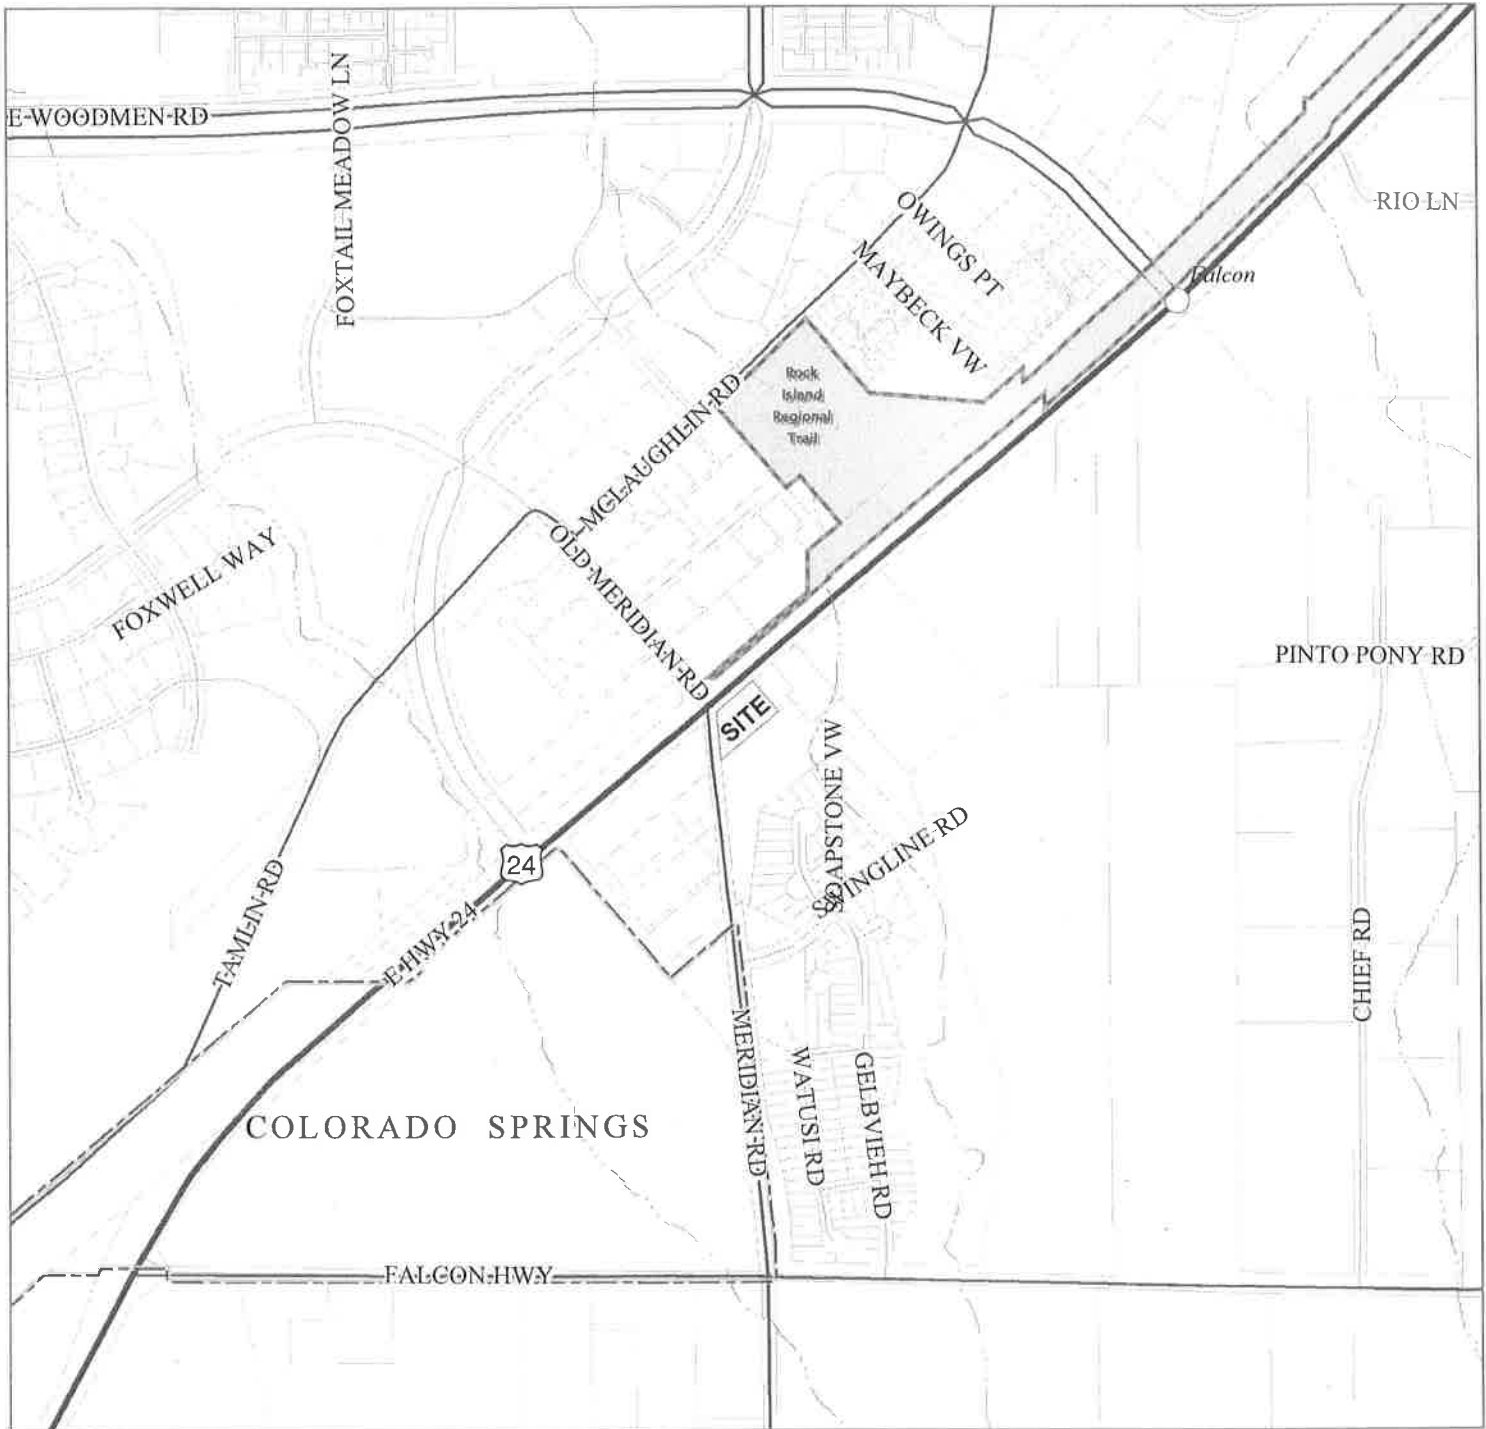 E WOODMEN RD
FOXTAIL MEADOW LN
RIO LN
OWINGS PT
MAYBECK VW
Falcon
Rock
Island
Regional
Trail
OL MCLAUGHLIN RD
OLD MERIDIAN RD
FOXWELL WAY
PINTO PONY RD
SITE
SOAPSTONE VW
SPINGLINE RD
24
TAMLIN RD
E HWY 24
CHIEF RD
MERIDIAN RD
WATUSI RD
GELBVIEH RD
COLORADO SPRINGS
FALCON HWY